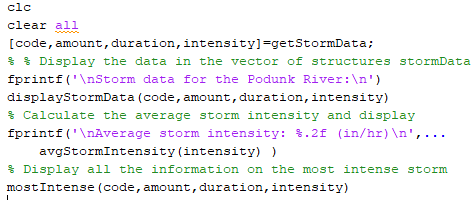 clc
clear all
[code,amount,duration,intensity]=getStormData;
% % Display the data in the vector of structures stormData
fprintf('\nStorm data for the Podunk River:\n')
displayStormData(code,amount,duration,intensity)
% Calculate the average storm intensity and display
fprintf('\nAverage storm intensity: %.2f (in/hr)\n',...
    avgStormIntensity(intensity) )
% Display all the information on the most intense storm
mostIntense(code,amount,duration,intensity)